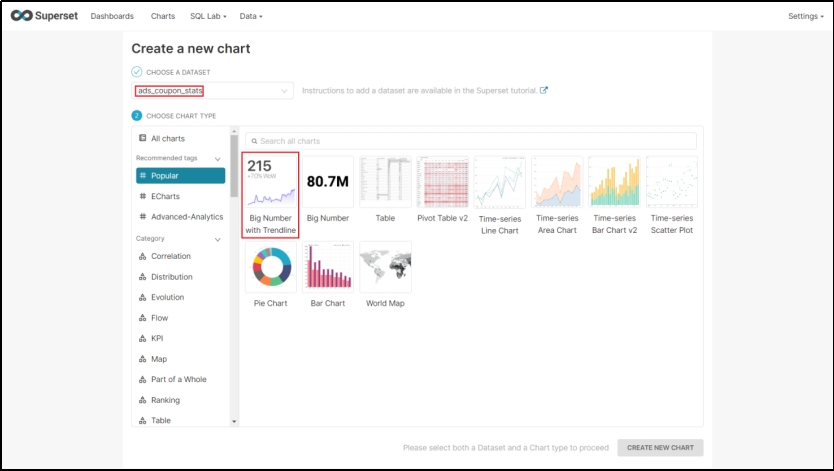 Superset Dashboards Charts SQL Lab Data Settings
Create a new chart
CHOOSE A DATASET
ads_coupon_stats Instructions to add a dataset are available in the Superset tutorial.
2 CHOOSE CHART TYPE
All charts
Recommended tags
# Popular
# ECharts
# Advanced-Analytics
Category
Correlation
Distribution
Evolution
Flow
KPI
Map
Part of a Whole
Ranking
Table
Search all charts
215
80.7M
Big Number
with Trendline
Big Number
Table
Pivot Table v2
Time-series
Line Chart
Time-series
Area Chart
Time-series
Bar Chart v2
Time-series
Scatter Plot
Pie Chart
Bar Chart
World Map
Please select both a Dataset and a Chart type to proceed CREATE NEW CHART